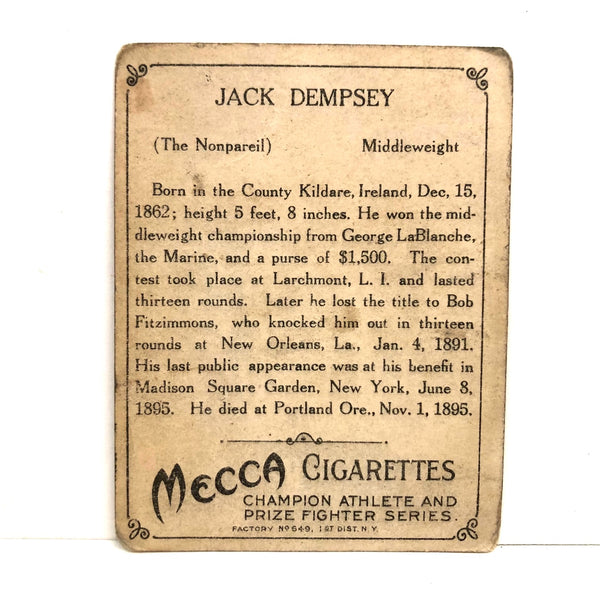 JACK DEMPSEY
(The Nonpareil) Middleweight
Born in the County Kildare, Ireland, Dec, 15,
1862; height 5 feet, 8 inches. He won the mid-
dleweight championship from George LaBlanche,
the Marine, and a purse of $1,500. The con-
test took place at Larchmont, L. I. and lasted
thirteen rounds. Later he lost the title to Bob
Fitzimmons, who knocked him out in thirteen
rounds at New Orleans, La., Jan. 4, 1891.
His last public appearance was at his benefit in
Madison Square Garden, New York, June 8,
1895. He died at Portland Ore., Nov. 1, 1895.
MECCA CIGARETTES
CHAMPION ATHLETE AND
PRIZE FIGHTER SERIES.
FACTORY NO 649, 1ST DIST. N.Y.